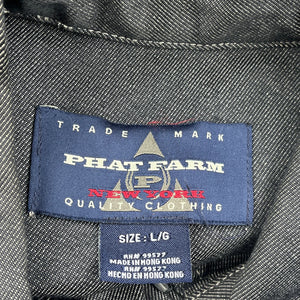 TRADE MARK
PHAT FARM
P
NEW YORK
QUALITY CLOTHING
SIZE : L/G
RN# 99577
MADE IN HONG KONG
RN# 99577
HECHO EN HONG KONG